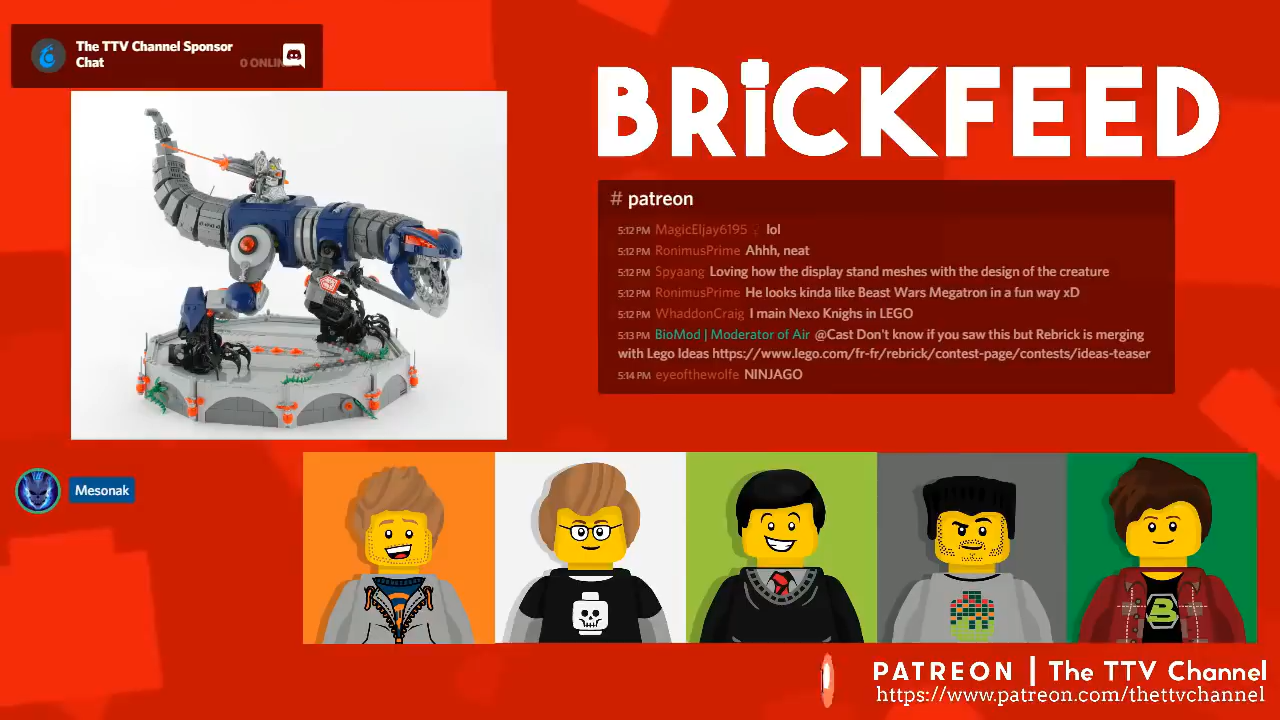 The TTV Channel Sponsor
Chat
0 ONLIN
BRiCKFEED
# patreon
5:12 PM MagicEljay6195 lol
5:12 PM RonimusPrime Ahhh, neat
5:12 PM Spyaang Loving how the display stand meshes with the design of the creature
5:12 PM RonimusPrime He looks kinda like Beast Wars Megatron in a fun way xD
5:12 PM WhaddonCraig I main Nexo Knighs in LEGO
5:13 PM BioMod | Moderator of Air @Cast Don't know if you saw this but Rebrick is merging
with Lego Ideas https://www.lego.com/fr-fr/rebrick/contest-page/contests/ideas-teaser
5:14 PM eyeofthewolfe NINJAGO
Mesonak
B
PATREON | The TTV Channel
https://www.patreon.com/thettvchannel